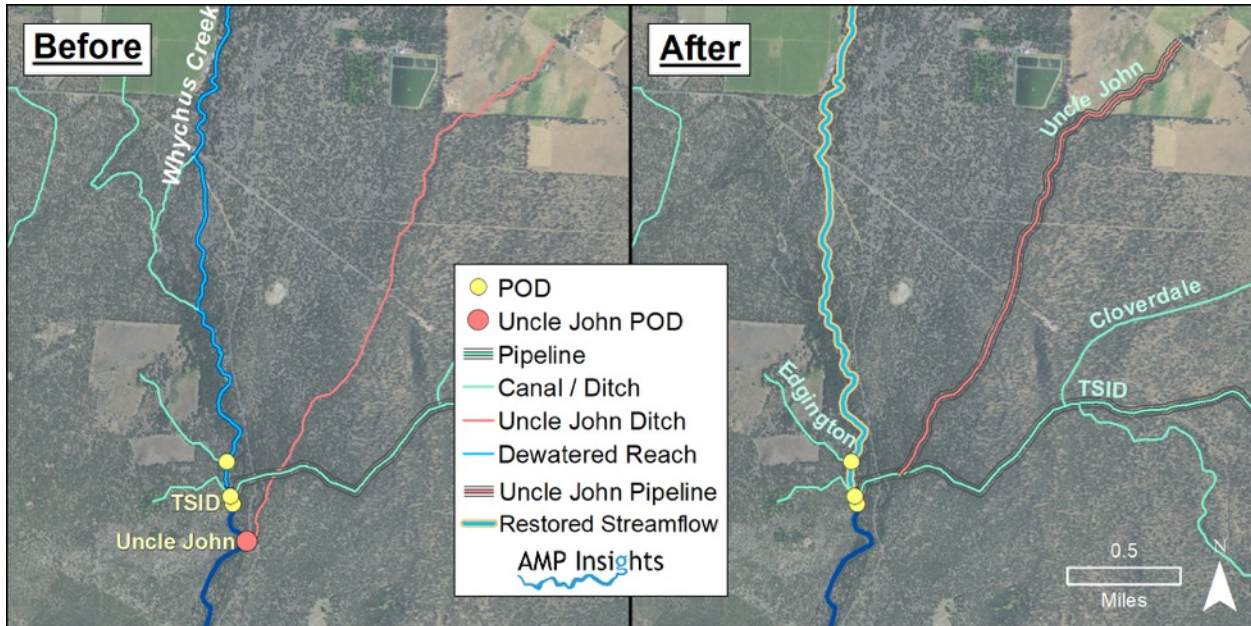 Before
Whychus Creek
TSID
Uncle John
POD
Uncle John POD
Pipeline
Canal / Ditch
Uncle John Ditch
Dewatered Reach
Uncle John Pipeline
Restored Streamflow
AMP Insights
After
Uncle John
Cloverdale
TSID
Edgington
0.5
Miles
N